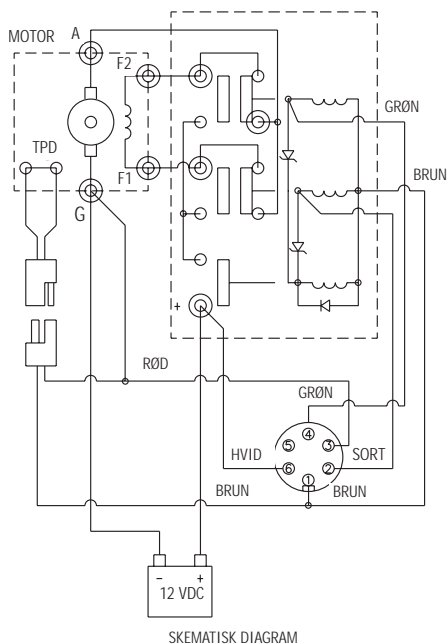 MOTOR
A
F2
GRØN
TPD
BRUN
F1
G
+
RØD
GRØN
4
5
3
HVID
SORT
6
2
1
BRUN
BRUN
- +
12 VDC
SKEMATISK DIAGRAM